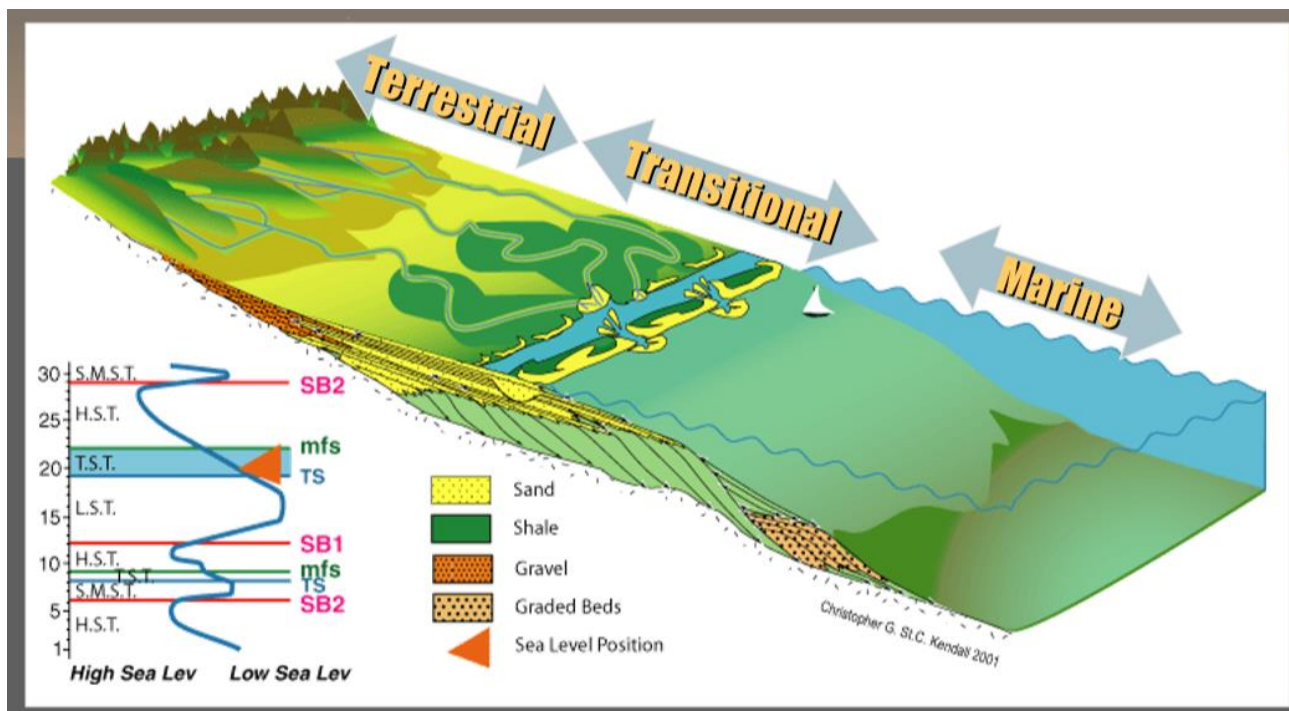 Terrestrial
Transitional
Marine
30
25
20
15
10
5
1
S.M.S.T.
H.S.T.
T.S.T.
L.S.T.
H.S.T.
T.S.T.
S.M.S.T.
H.S.T.
SB2
mfs
TS
SB1
mfs
TS
SB2
High Sea Lev Low Sea Lev
Sand
Shale
Gravel
Graded Beds
Sea Level Position
Christopher G. St.C. Kendall 2001